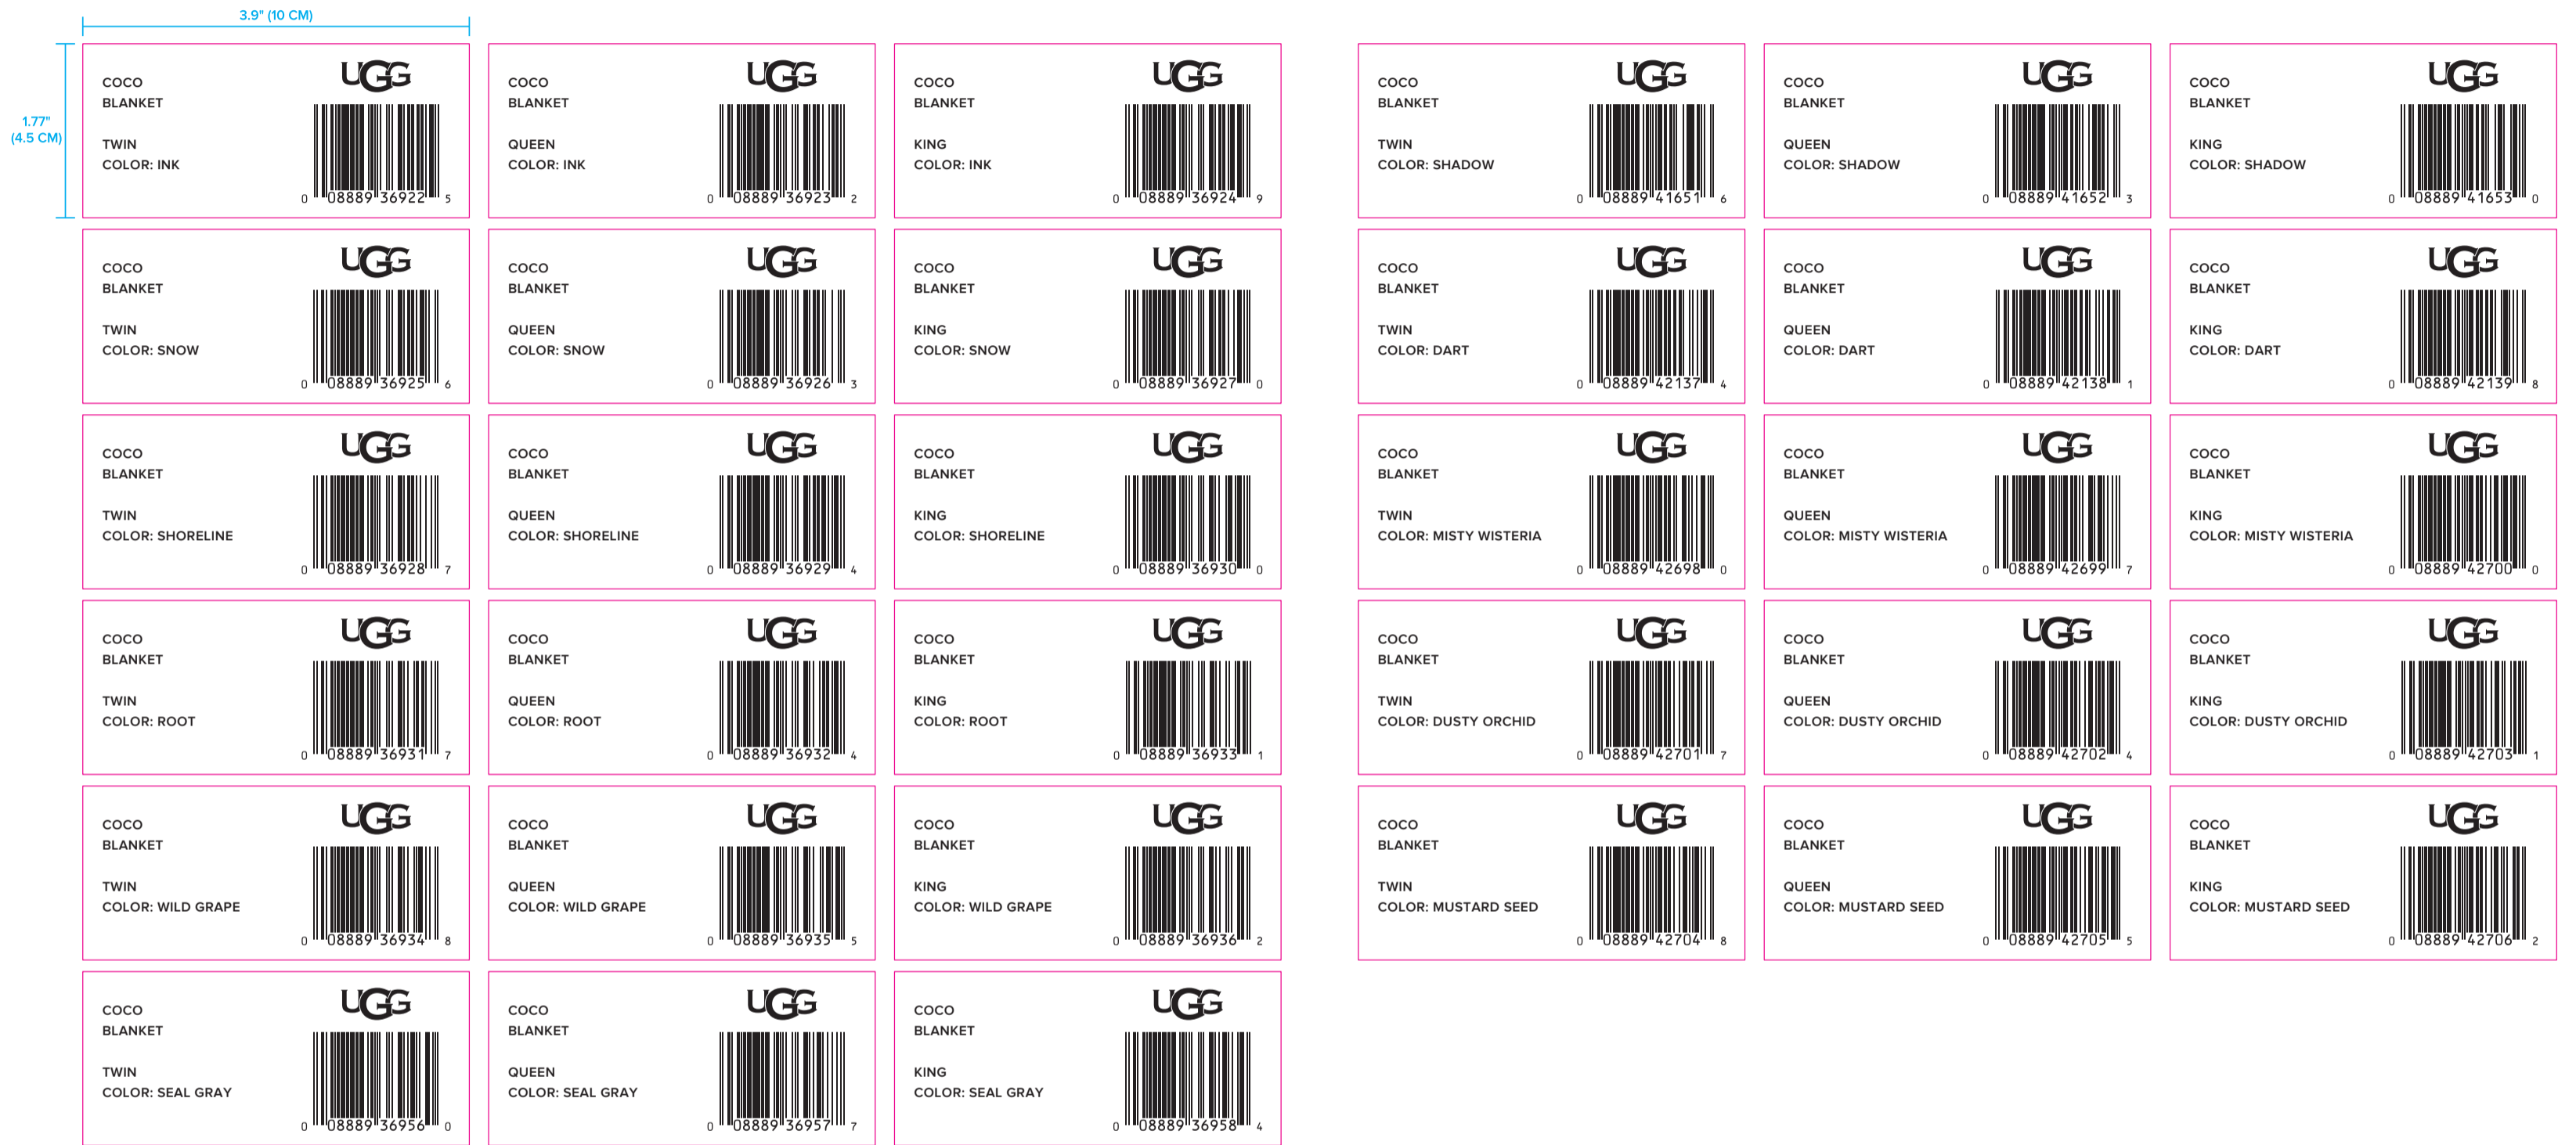 3.9" (10 CM)
1.77"
(4.5 CM)
UGG
COCO
BLANKET
TWIN
COLOR: INK
0 08889 36922 5
UGG
COCO
BLANKET
QUEEN
COLOR: INK
0 08889 36923 2
UGG
COCO
BLANKET
KING
COLOR: INK
0 08889 36924 9
UGG
COCO
BLANKET
TWIN
COLOR: SHADOW
0 08889 41651 6
UGG
COCO
BLANKET
QUEEN
COLOR: SHADOW
0 08889 41652 3
UGG
COCO
BLANKET
KING
COLOR: SHADOW
0 08889 41653 0
UGG
COCO
BLANKET
TWIN
COLOR: SNOW
0 08889 36925 6
UGG
COCO
BLANKET
QUEEN
COLOR: SNOW
0 08889 36926 3
UGG
COCO
BLANKET
KING
COLOR: SNOW
0 08889 36927 0
UGG
COCO
BLANKET
TWIN
COLOR: DART
0 08889 42137 4
UGG
COCO
BLANKET
QUEEN
COLOR: DART
0 08889 42138 1
UGG
COCO
BLANKET
KING
COLOR: DART
0 08889 42139 8
UGG
COCO
BLANKET
TWIN
COLOR: SHORELINE
0 08889 36928 7
UGG
COCO
BLANKET
QUEEN
COLOR: SHORELINE
0 08889 36929 4
UGG
COCO
BLANKET
KING
COLOR: SHORELINE
0 08889 36930 0
UGG
COCO
BLANKET
TWIN
COLOR: MISTY WISTERIA
0 08889 42698 0
UGG
COCO
BLANKET
QUEEN
COLOR: MISTY WISTERIA
0 08889 42699 7
UGG
COCO
BLANKET
KING
COLOR: MISTY WISTERIA
0 08889 42700 0
UGG
COCO
BLANKET
TWIN
COLOR: ROOT
0 08889 36931 7
UGG
COCO
BLANKET
QUEEN
COLOR: ROOT
0 08889 36932 4
UGG
COCO
BLANKET
KING
COLOR: ROOT
0 08889 36933 1
UGG
COCO
BLANKET
TWIN
COLOR: DUSTY ORCHID
0 08889 42701 7
UGG
COCO
BLANKET
QUEEN
COLOR: DUSTY ORCHID
0 08889 42702 4
UGG
COCO
BLANKET
KING
COLOR: DUSTY ORCHID
0 08889 42703 1
UGG
COCO
BLANKET
TWIN
COLOR: WILD GRAPE
0 08889 36934 8
UGG
COCO
BLANKET
QUEEN
COLOR: WILD GRAPE
0 08889 36935 5
UGG
COCO
BLANKET
KING
COLOR: WILD GRAPE
0 08889 36936 2
UGG
COCO
BLANKET
TWIN
COLOR: MUSTARD SEED
0 08889 42704 8
UGG
COCO
BLANKET
QUEEN
COLOR: MUSTARD SEED
0 08889 42705 5
UGG
COCO
BLANKET
KING
COLOR: MUSTARD SEED
0 08889 42706 2
UGG
COCO
BLANKET
TWIN
COLOR: SEAL GRAY
0 08889 36956 0
UGG
COCO
BLANKET
QUEEN
COLOR: SEAL GRAY
0 08889 36957 7
UGG
COCO
BLANKET
KING
COLOR: SEAL GRAY
0 08889 36958 4